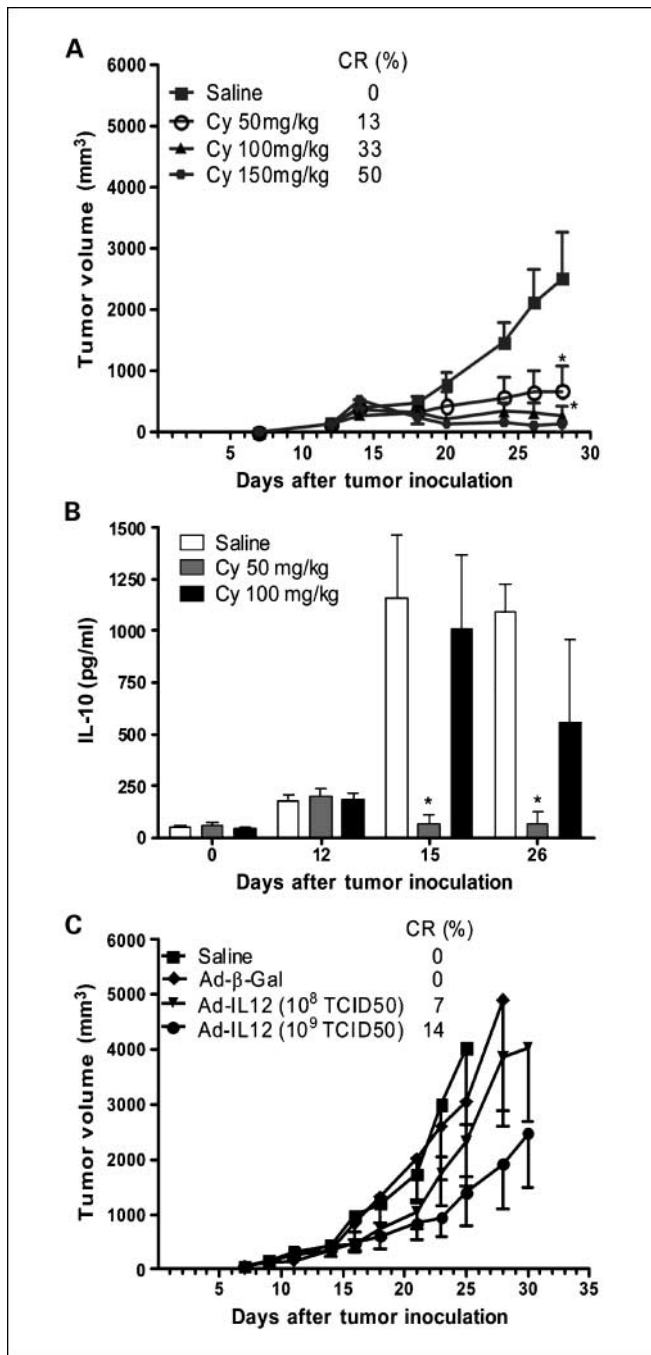 A
CR (%)
Saline 0
Cy 50mg/kg 13
Cy 100mg/kg 33
Cy 150mg/kg 50
6000
5000
4000
3000
2000
1000
0
Tumor volume (mm³)
*
*
5 10 15 20 25 30
Days after tumor inoculation
B
Saline
Cy 50 mg/kg
Cy 100 mg/kg
1500
1250
1000
750
500
250
0
IL-10 (pg/ml)
* *
0 12 15 26
Days after tumor inoculation
C
CR (%)
Saline 0
Ad-β-Gal 0
Ad-IL12 (10⁸ TCID50) 7
Ad-IL12 (10⁹ TCID50) 14
6000
5000
4000
3000
2000
1000
0
Tumor volume (mm³)
5 10 15 20 25 30 35
Days after tumor inoculation